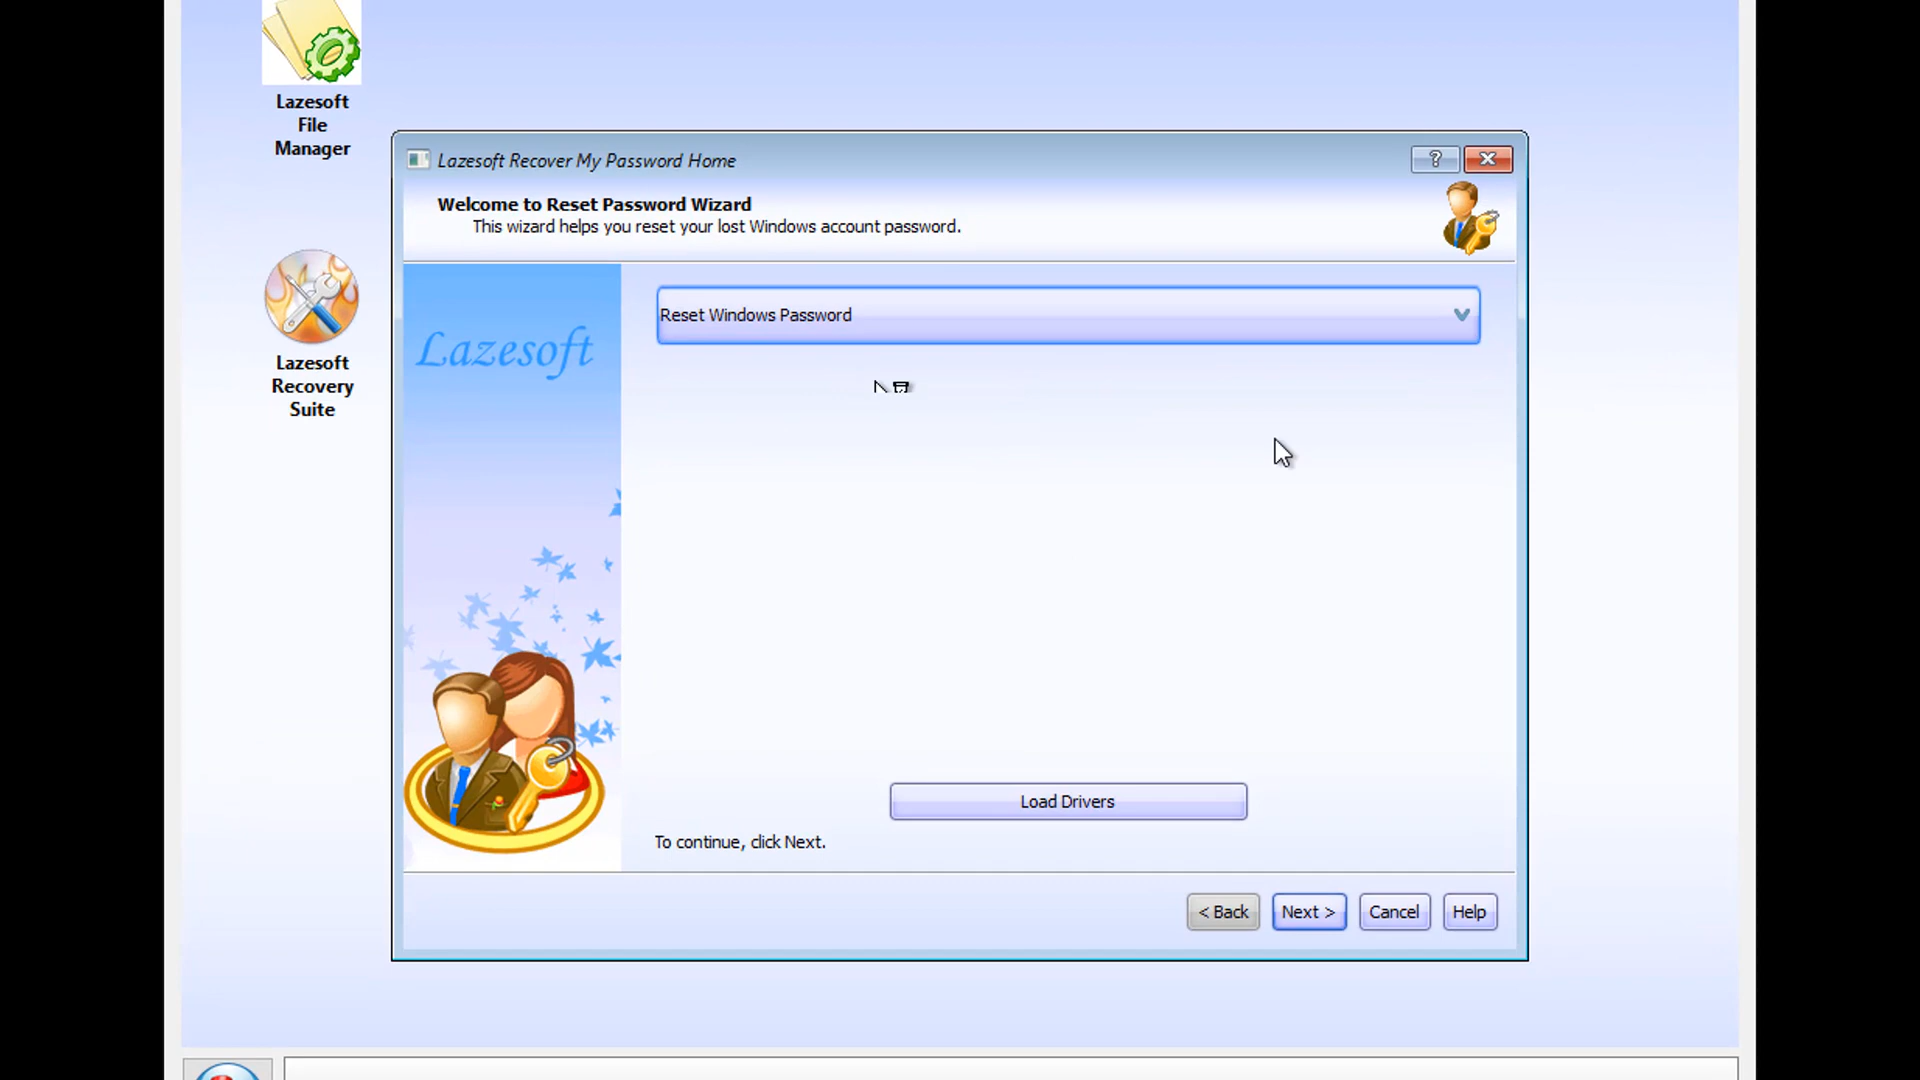 Lazesoft
File
Manager
Lazesoft Recover My Password Home
Welcome to Reset Password Wizard
This wizard helps you reset your lost Windows account password.
Reset Windows Password
Lazesoft
Lazesoft
Recovery
Suite
Load Drivers
To continue, click Next.
< Back
Next >
Cancel
Help